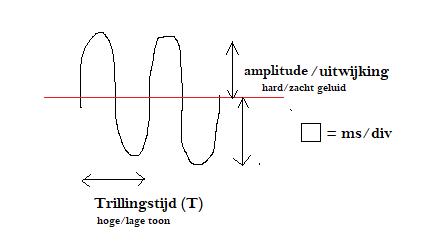 amplitude/uitwijking
hard/zacht geluid
= ms/div
Trillingstijd (T)
hoge/lage toon